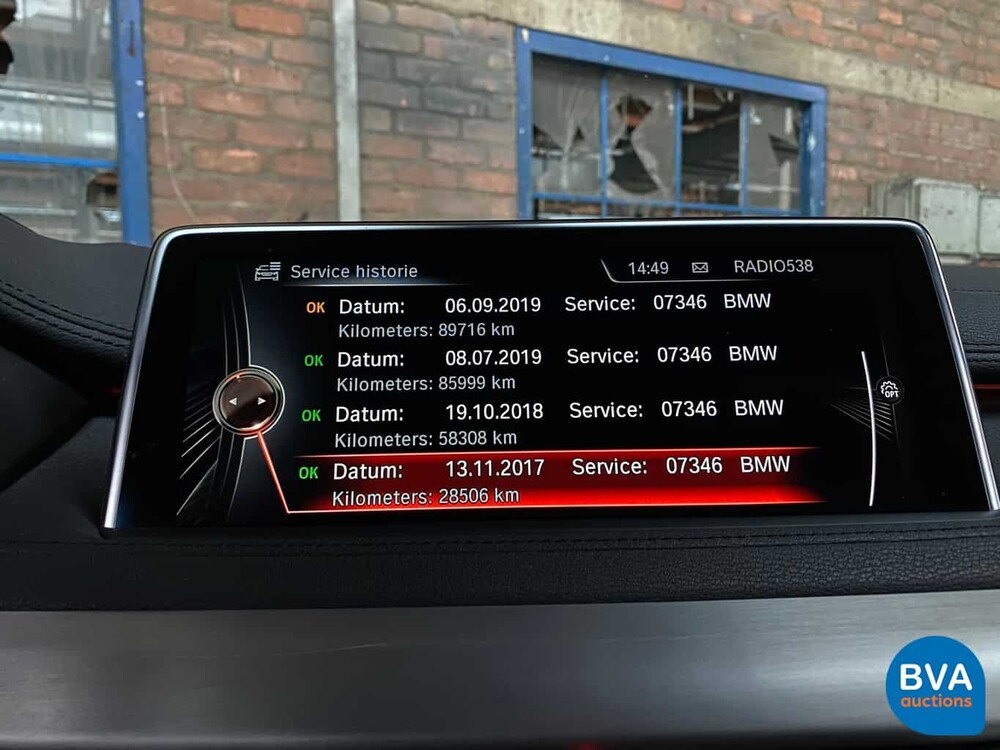 Service historie 14:49 RADIO538
OK Datum: 06.09.2019 Service: 07346 BMW
Kilometers: 89716 km
OK Datum: 08.07.2019 Service: 07346 BMW
Kilometers: 85999 km
OPT
OK Datum: 19.10.2018 Service: 07346 BMW
Kilometers: 58308 km
OK Datum: 13.11.2017 Service: 07346 BMW
Kilometers: 28506 km
BVA
auctions